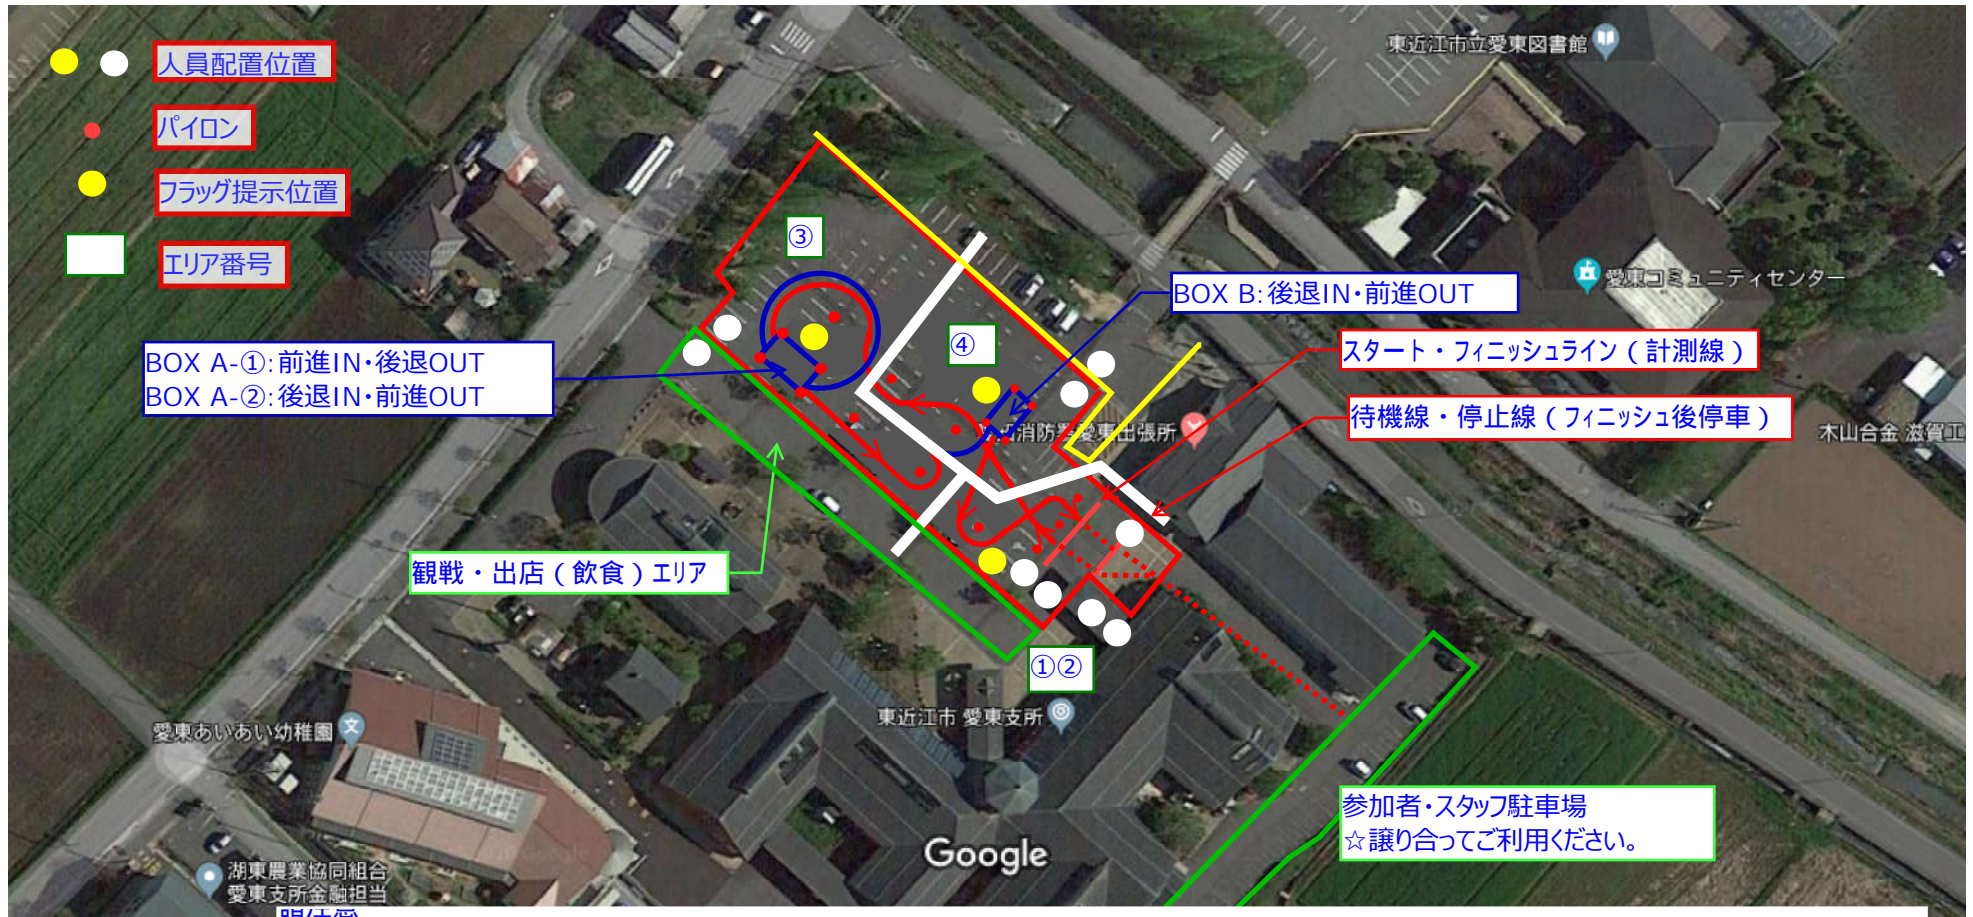 人員配置位置
パイロン
フラッグ提示位置
エリア番号
東近江市立愛東図書館
③
BOX B:後退IN・前進OUT
愛東コミュニティセンター
④
スタート・フィニッシュライン（計測線）
BOX A-①:前進IN・後退OUT
BOX A-②:後退IN・前進OUT
待機線・停止線（フィニッシュ後停車）
消防署愛東出張所
木山合金 滋賀工
観戦・出店（飲食）エリア
①②
東近江市 愛東支所
愛東あいあい幼稚園
参加者・スタッフ駐車場
☆譲り合ってご利用ください。
Google
湖東農業協同組合
愛東支所金融担当